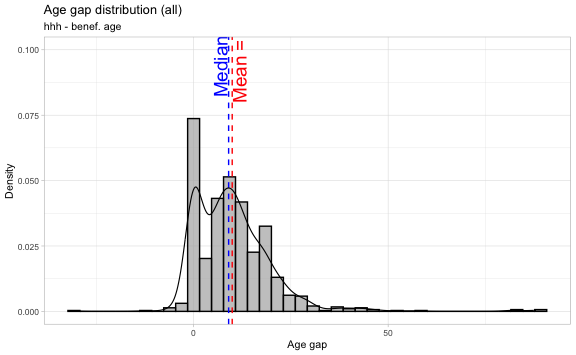 Age gap distribution (all)
hhh - benef. age
Median
Mean =
0.100
0.075
0.050
0.025
0.000
Density
0
50
Age gap